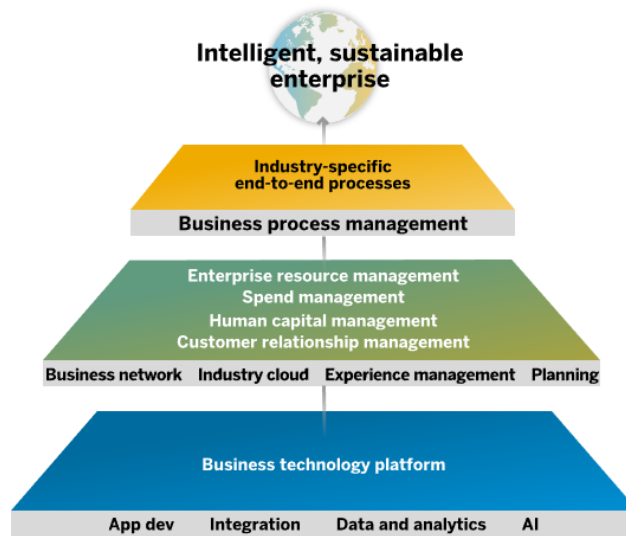 Intelligent, sustainable
enterprise
Industry-specific
end-to-end processes
Business process management
Enterprise resource management
Spend management
Human capital management
Customer relationship management
Business network Industry cloud Experience management Planning
Business technology platform
App dev Integration Data and analytics AI